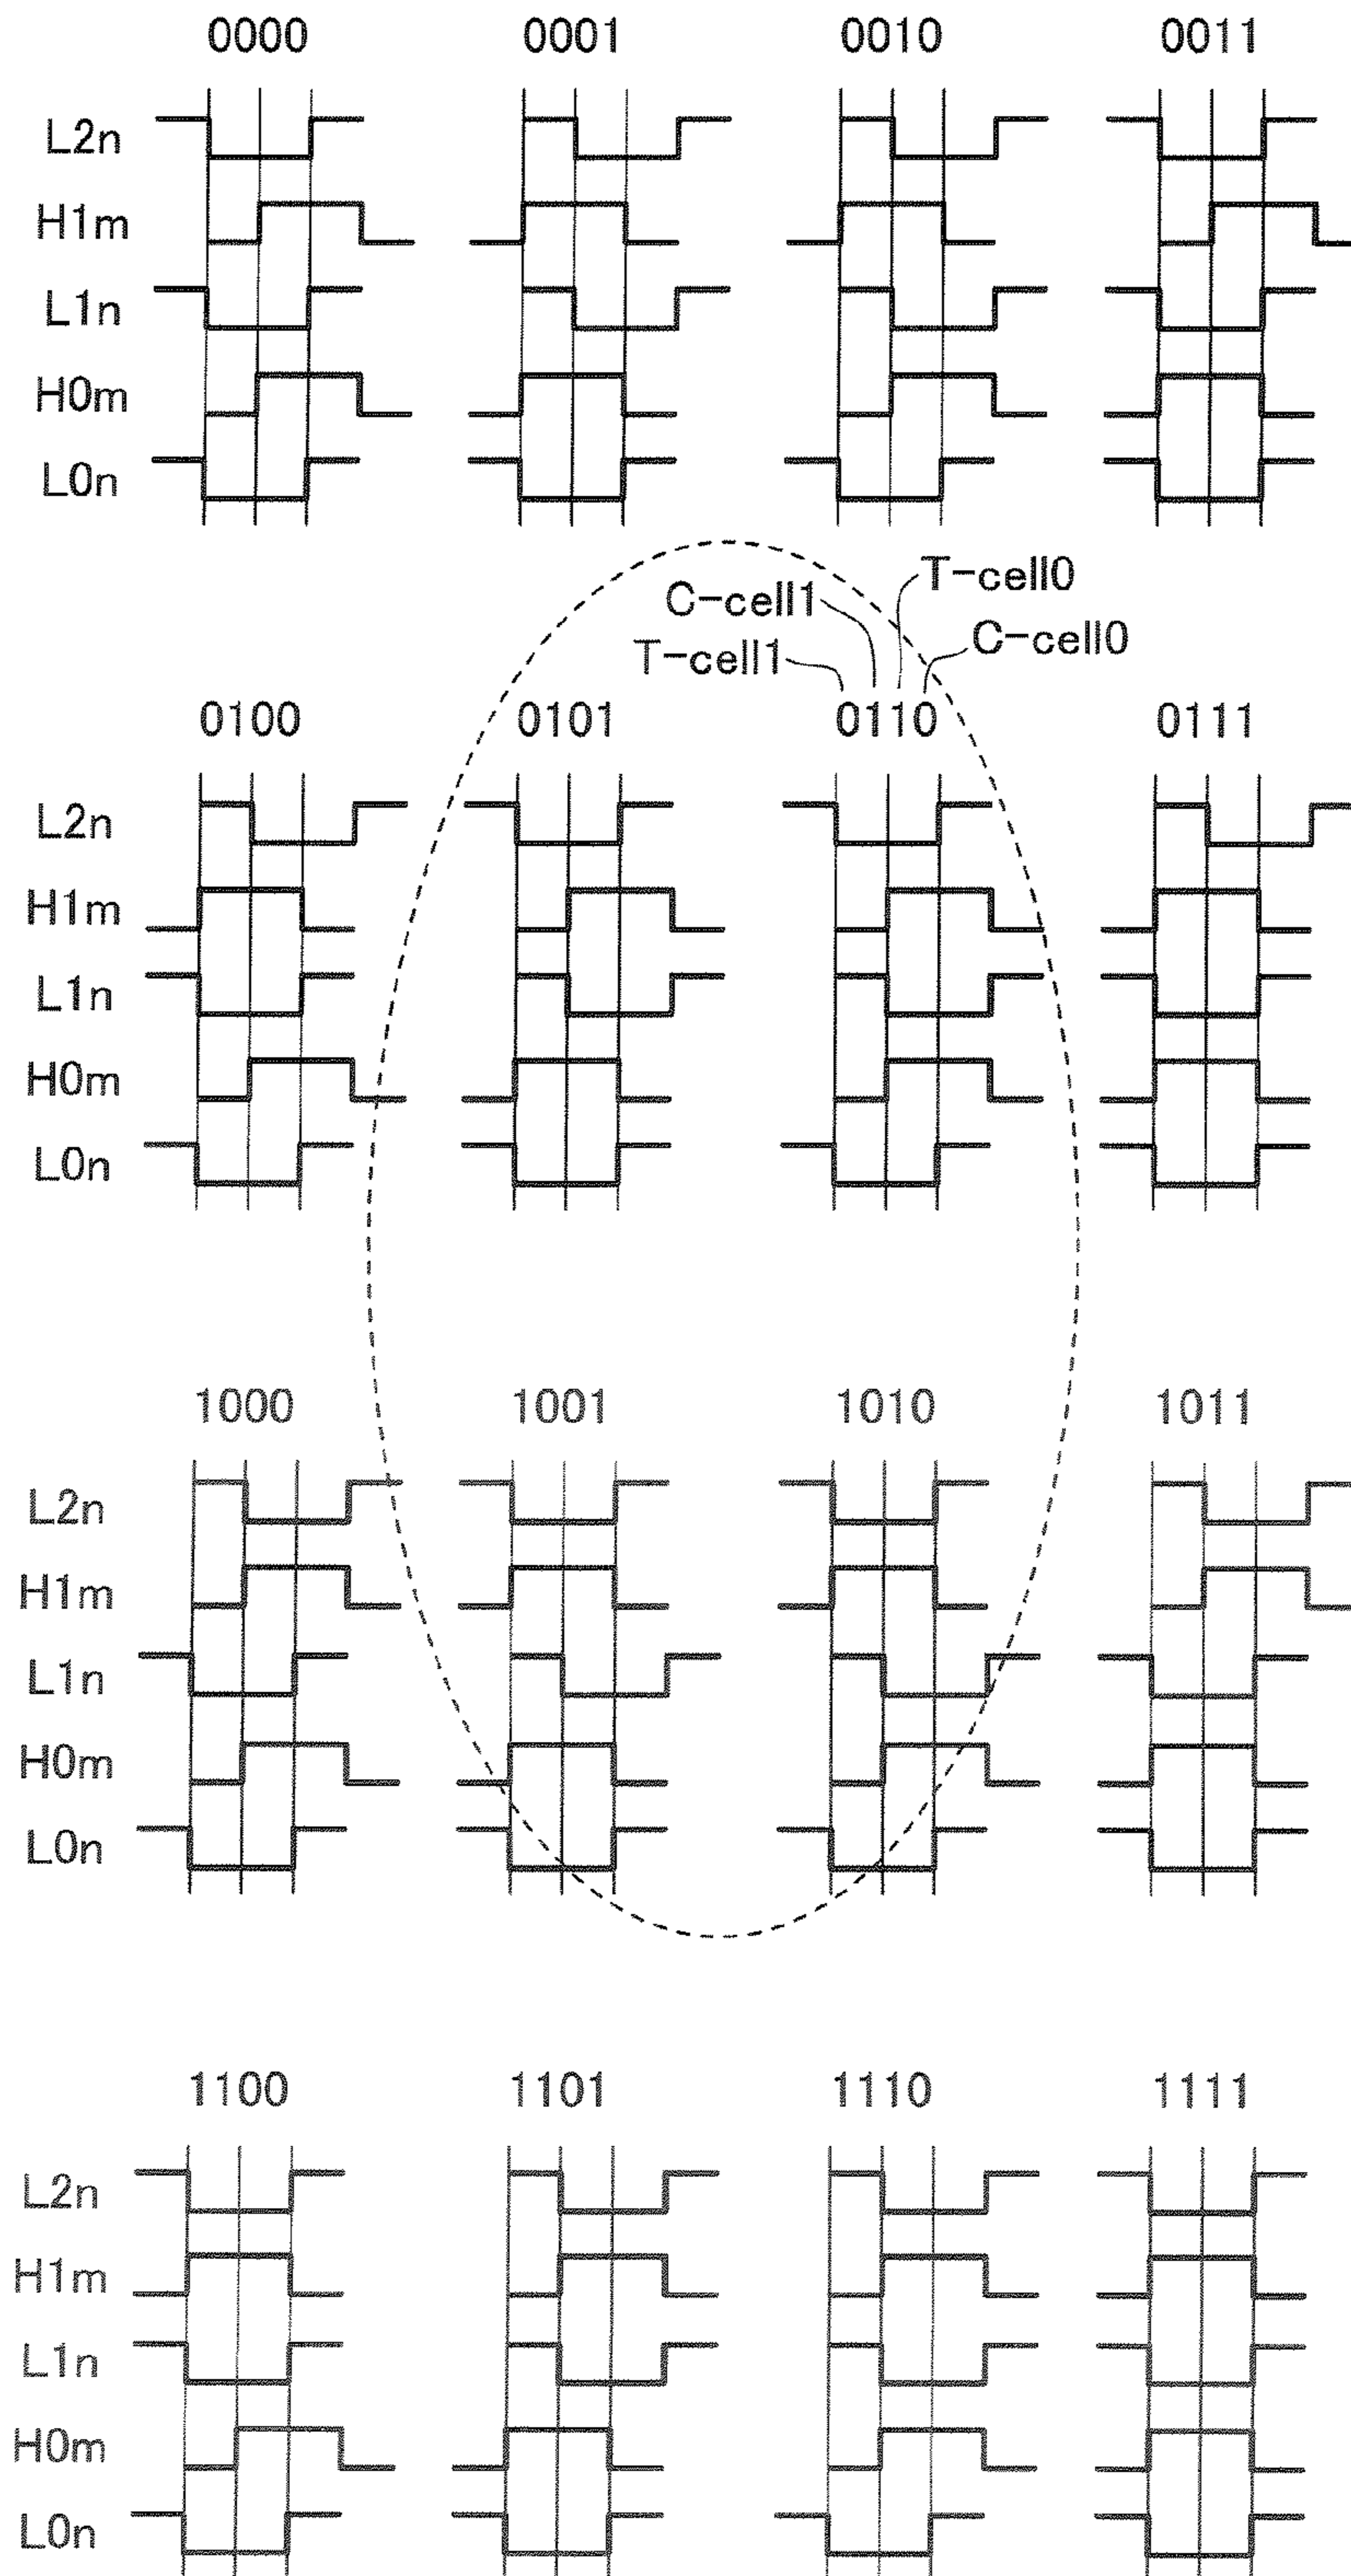 0000 0001 0010 0011
L2n
H1m
L1n
H0m
L0n
T-cell0
C-cell1
C-cell0
T-cell1
0100 0101 0110 0111
L2n
H1m
L1n
H0m
L0n
1000 1001 1010 1011
L2n
H1m
L1n
H0m
L0n
1100 1101 1110 1111
L2n
H1m
L1n
H0m
L0n